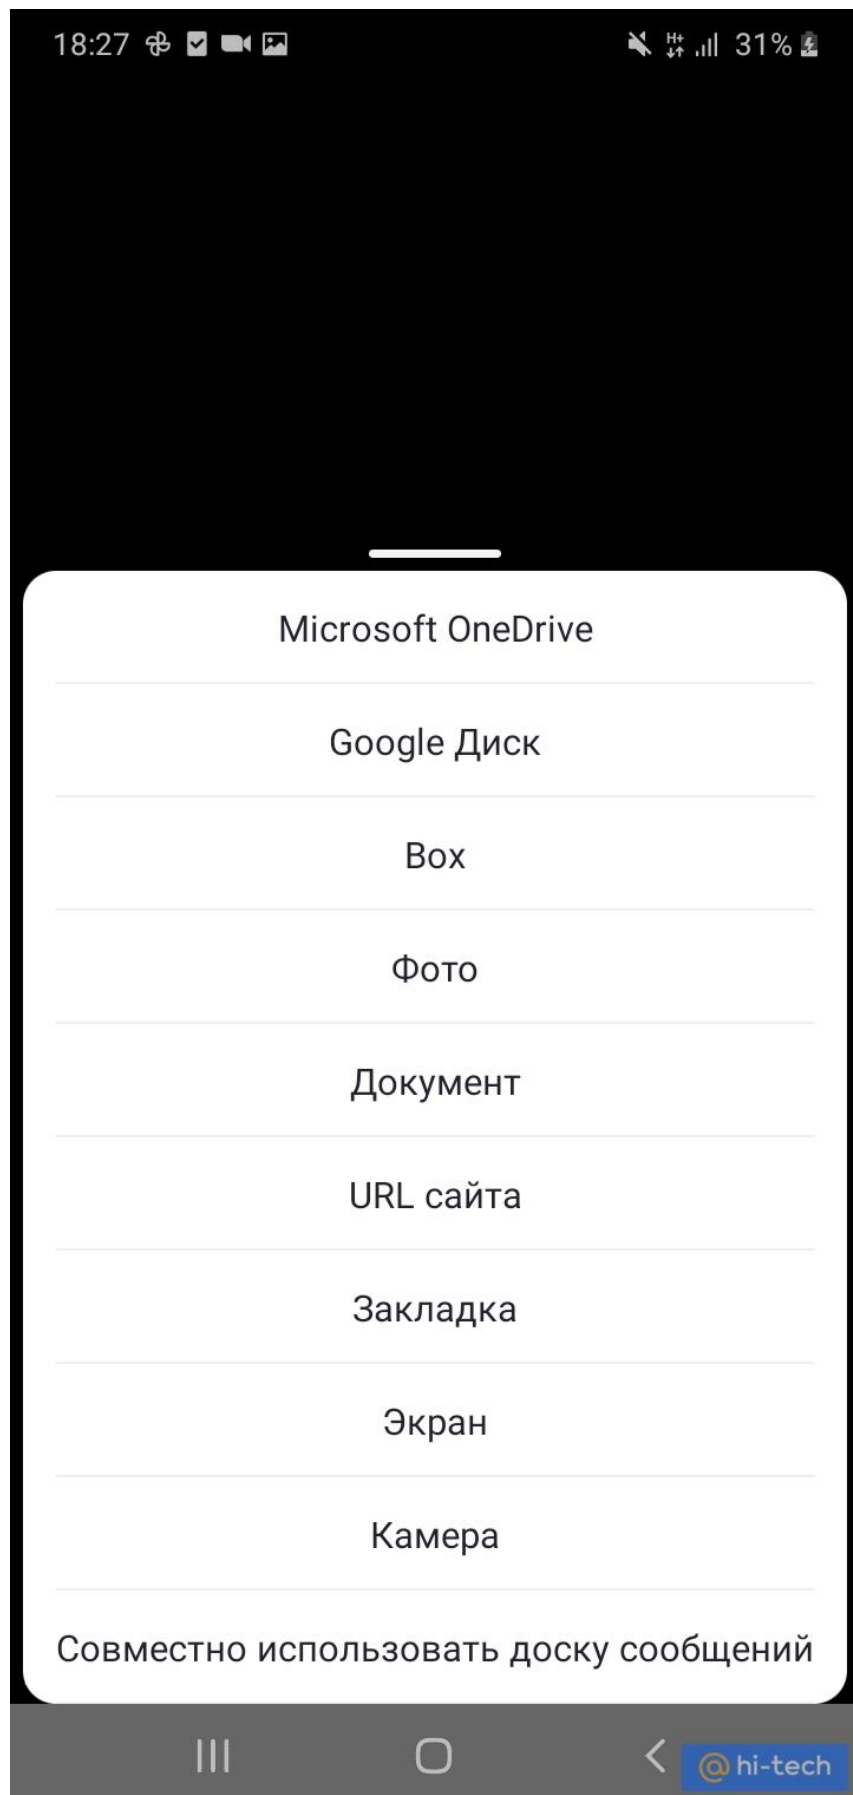 18:27 H+ 31%
Microsoft OneDrive
Google Диск
Box
Фото
Документ
URL сайта
Закладка
Экран
Камера
Совместно использовать доску сообщений
@hi-tech